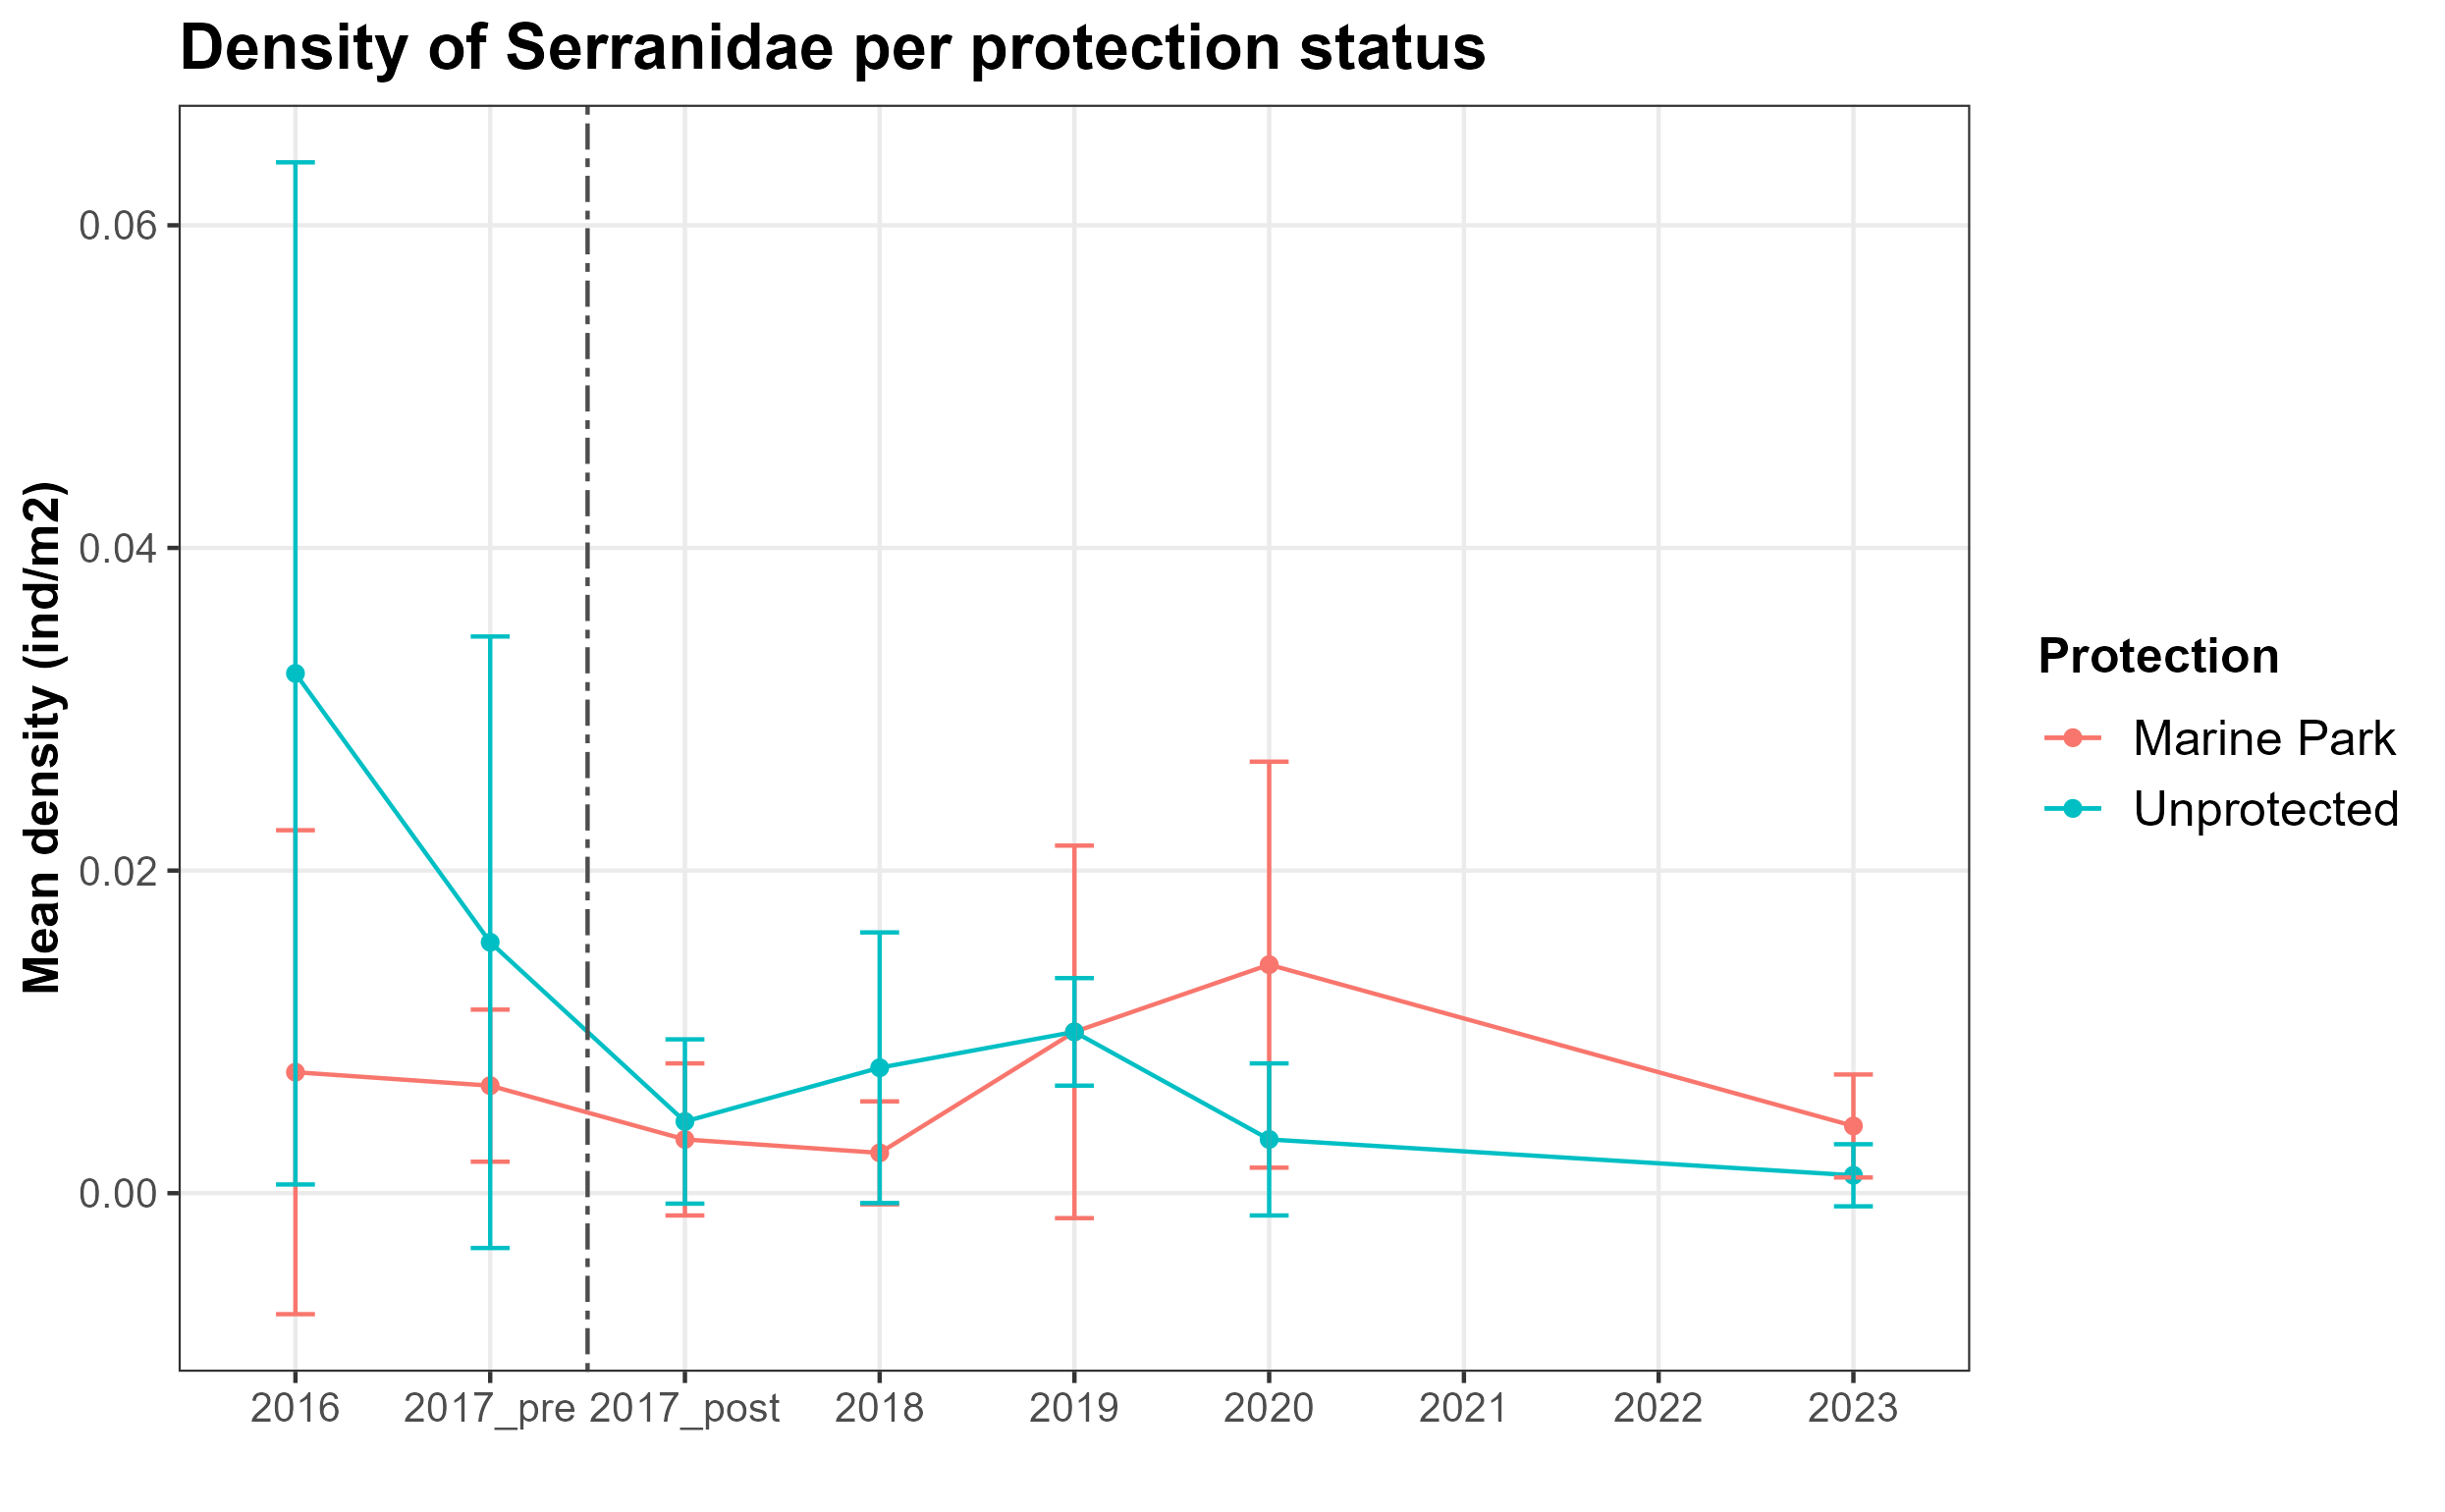 Density of Serranidae per protection status
Mean density (ind/m2)
0.06
0.04
0.02
0.00
2016 2017_pre 2017_post 2018 2019 2020 2021 2022 2023
Protection
Marine Park
Unprotected